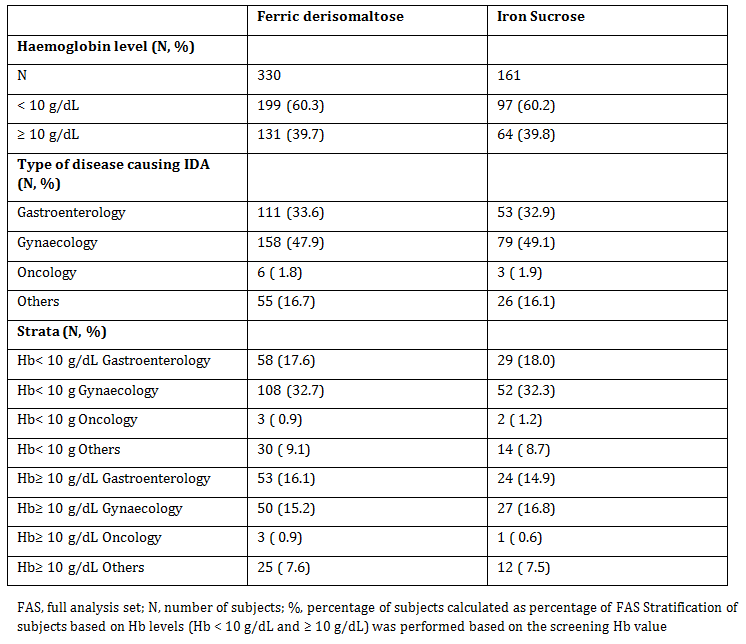 Ferric derisomaltose Iron Sucrose
Haemoglobin level (N, %)
N 330 161
< 10 g/dL 199 (60.3) 97 (60.2)
≥ 10 g/dL 131 (39.7) 64 (39.8)
Type of disease causing IDA
(N, %)
Gastroenterology 111 (33.6) 53 (32.9)
Gynaecology 158 (47.9) 79 (49.1)
Oncology 6 ( 1.8) 3 ( 1.9)
Others 55 (16.7) 26 (16.1)
Strata (N, %)
Hb< 10 g/dL Gastroenterology 58 (17.6) 29 (18.0)
Hb< 10 g Gynaecology 108 (32.7) 52 (32.3)
Hb< 10 g Oncology 3 ( 0.9) 2 ( 1.2)
Hb< 10 g Others 30 ( 9.1) 14 ( 8.7)
Hb≥ 10 g/dL Gastroenterology 53 (16.1) 24 (14.9)
Hb≥ 10 g/dL Gynaecology 50 (15.2) 27 (16.8)
Hb≥ 10 g/dL Oncology 3 ( 0.9) 1 ( 0.6)
Hb≥ 10 g/dL Others 25 ( 7.6) 12 ( 7.5)
FAS, full analysis set; N, number of subjects; %, percentage of subjects calculated as percentage of FAS Stratification of
subjects based on Hb levels (Hb < 10 g/dL and ≥ 10 g/dL) was performed based on the screening Hb value